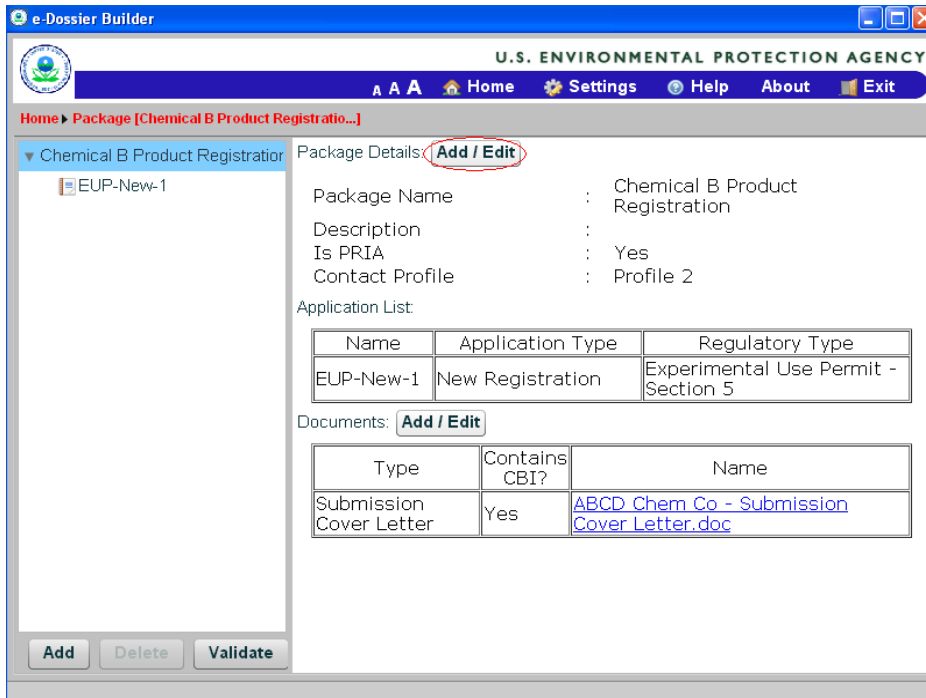 e-Dossier Builder
U.S. ENVIRONMENTAL PROTECTION AGENCY
A A A Home Settings Help About Exit
Home Package [Chemical B Product Registratio...]
Chemical B Product Registration
EUP-New-1
Package Details: Add / Edit
Package Name : Chemical B Product
Registration
Description :
Is PRIA : Yes
Contact Profile : Profile 2
Application List:
Name Application Type Regulatory Type
EUP-New-1 New Registration Experimental Use Permit -
Section 5
Documents: Add / Edit
Type Contains
CBI? Name
Submission
Cover Letter Yes ABCD Chem Co - Submission
Cover Letter.doc
Add Delete Validate